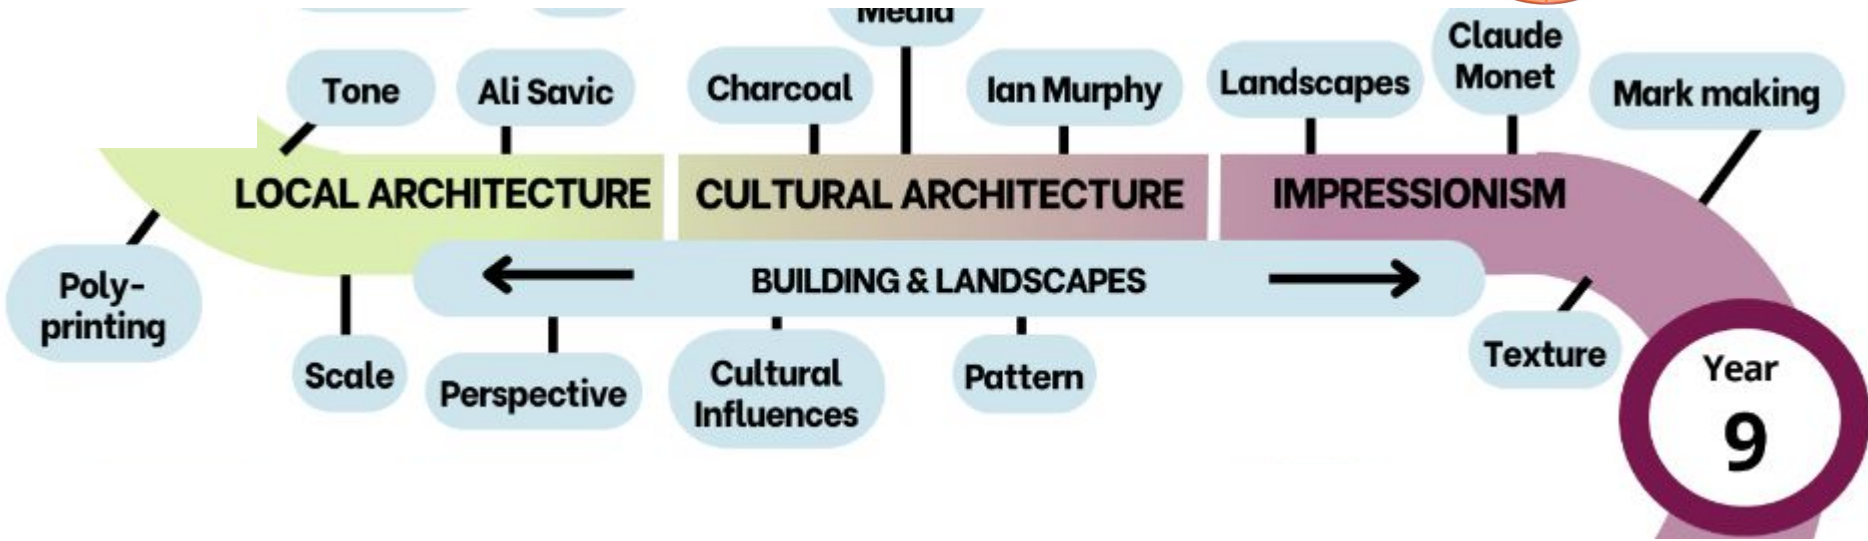 Media
Claude
Monet
Tone
Ali Savic
Charcoal
Ian Murphy
Landscapes
Mark making
LOCAL ARCHITECTURE
CULTURAL ARCHITECTURE
IMPRESSIONISM
BUILDING & LANDSCAPES
Poly-
printing
Scale
Perspective
Cultural
Influences
Pattern
Texture
Year
9